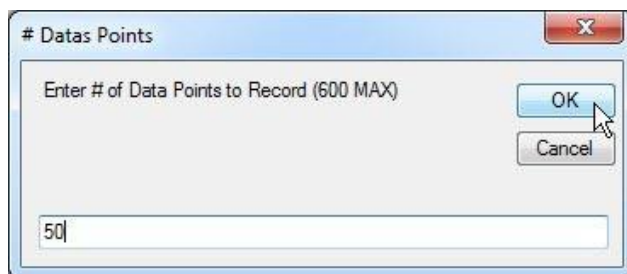 # Datas Points
Enter # of Data Points to Record (600 MAX)
OK
Cancel
50